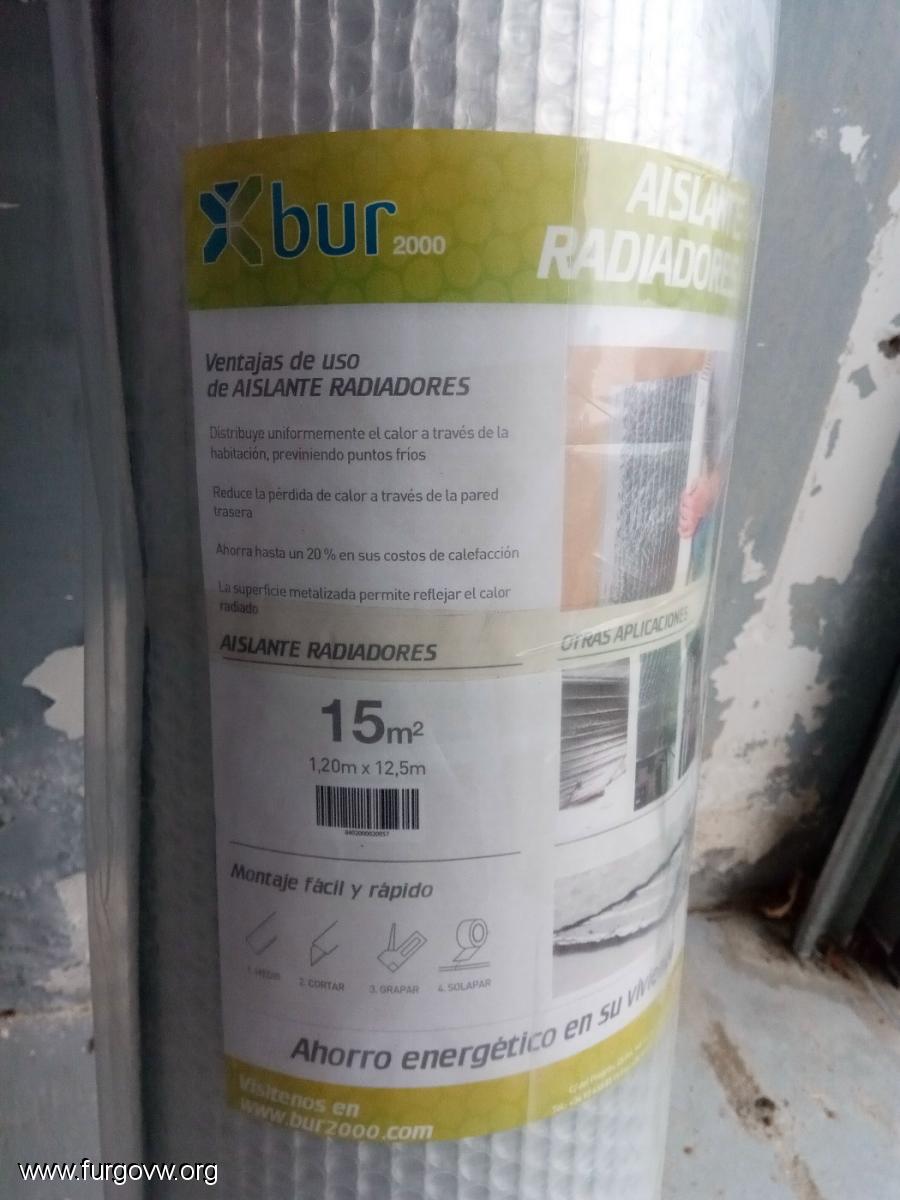 bur 2000
AISLANTE
RADIADORES
Ventajas de uso
de AISLANTE RADIADORES
Distribuye uniformemente el calor a través de la
habitación, previniendo puntos fríos
Reduce la pérdida de calor a través de la pared
trasera
Ahorra hasta un 20 % en sus costos de calefacción
La superficie metalizada permite reflejar el calor
radiado
AISLANTE RADIADORES
OTRAS APLICACIONES
15m²
1,20m x 12,5m
Montaje fácil y rápido
1. MEDIR
2. CORTAR
3. GRAPAR
4. SOLAPAR
Ahorro energético en su
Visítenos en
www.bur2000.com
www.furgovw.org